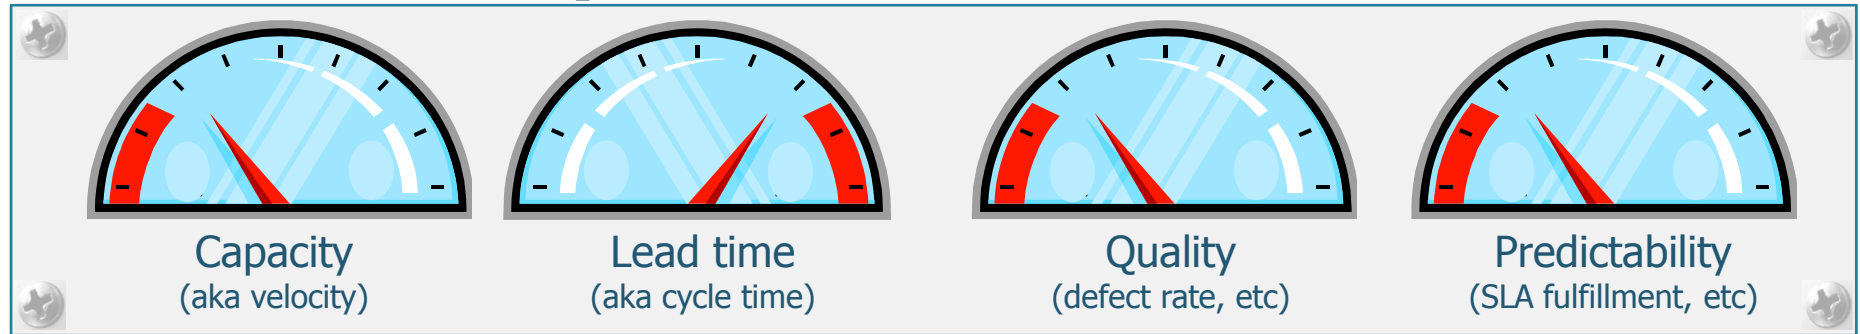 Capacity
(aka velocity)
Lead time
(aka cycle time)
Quality
(defect rate, etc)
Predictability
(SLA fulfillment, etc)